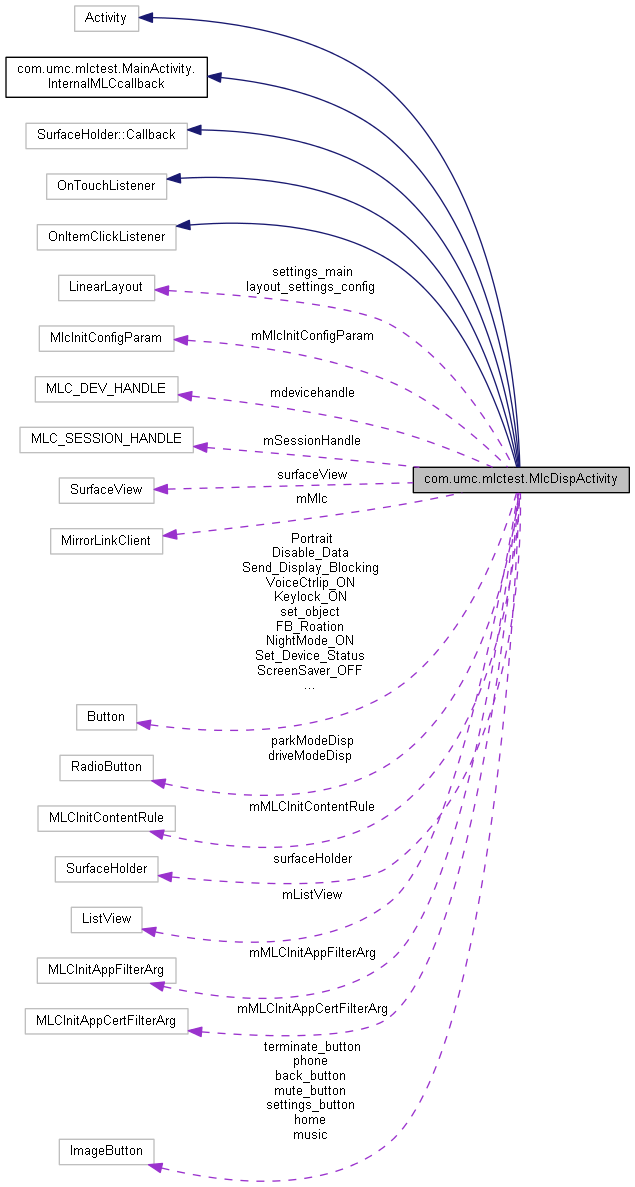 Activity
com.umc.mlctest.MainActivity.
InternalMLCcallback
SurfaceHolder::Callback
OnTouchListener
OnItemClickListener
LinearLayout
settings_main
layout_settings_config
MlcInitConfigParam
mMlcInitConfigParam
MLC_DEV_HANDLE
mdevicehandle
MLC_SESSION_HANDLE
mSessionHandle
com.umc.mlctest.MlcDispActivity
SurfaceView
surfaceView
mMlc
MirrorLinkClient
Portrait
Disable_Data
Send_Display_Blocking
VoiceCtrlip_ON
Keylock_ON
set_object
FB_Roation
NightMode_ON
Set_Device_Status
ScreenSaver_OFF
...
Button
parkModeDisp
driveModeDisp
RadioButton
mMLCInitContentRule
MLCInitContentRule
surfaceHolder
SurfaceHolder
mListView
ListView
mMLCInitAppFilterArg
MLCInitAppFilterArg
mMLCInitAppCertFilterArg
MLCInitAppCertFilterArg
terminate_button
phone
back_button
mute_button
settings_button
home
music
ImageButton